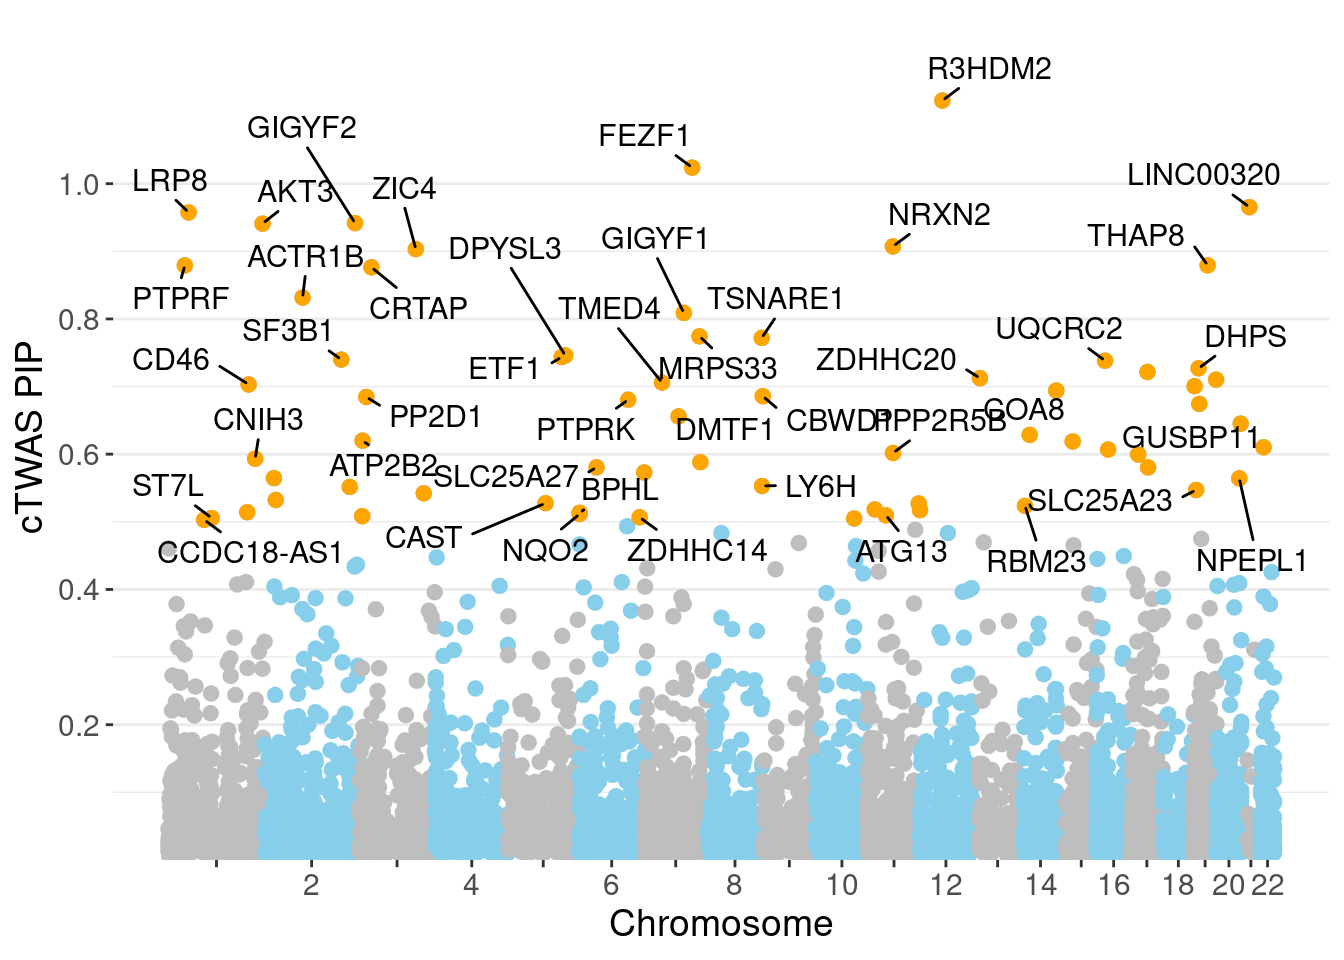 R3HDM2
GIGYF2
FEZF1
LRP8
AKT3
ZIC4
LINC00320
1.0
NRXN2
THAP8
ACTR1B
DPYSL3
GIGYF1
PTPRF
CRTAP
TMED4
TSNARE1
0.8
SF3B1
UQCRC2
DHPS
CD46
ETF1
MRPS33
ZDHHC20
CNIH3
PP2D1
PTPRK
DMTF1
CBWD1
PPP2R5B
GOA8
GUSBP11
0.6
ATP2B2
SLC25A27
ST7L
BPHL
LY6H
SLC25A23
CCDC18-AS1
CAST
NQO2
ZDHHC14
ATG13
RBM23
NPEPL1
0.4
0.2
cTWAS PIP
2 4 6 8 10 12 14 16 18 20 22
Chromosome